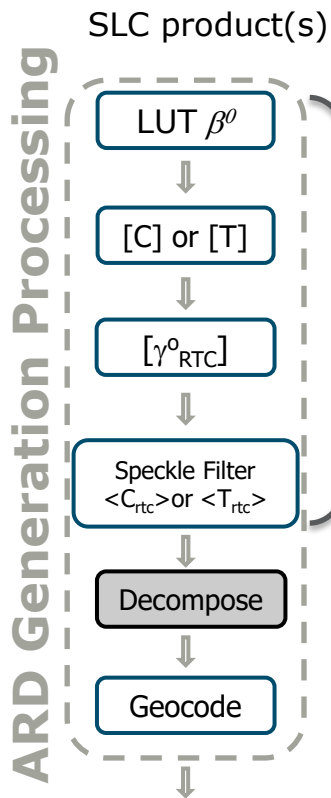 SLC product(s)
ARD Generation Processing
LUT β⁰
[C] or [T]
[γ⁰RTC]
Speckle Filter
<Crtc>or <Trtc>
Decompose
Geocode